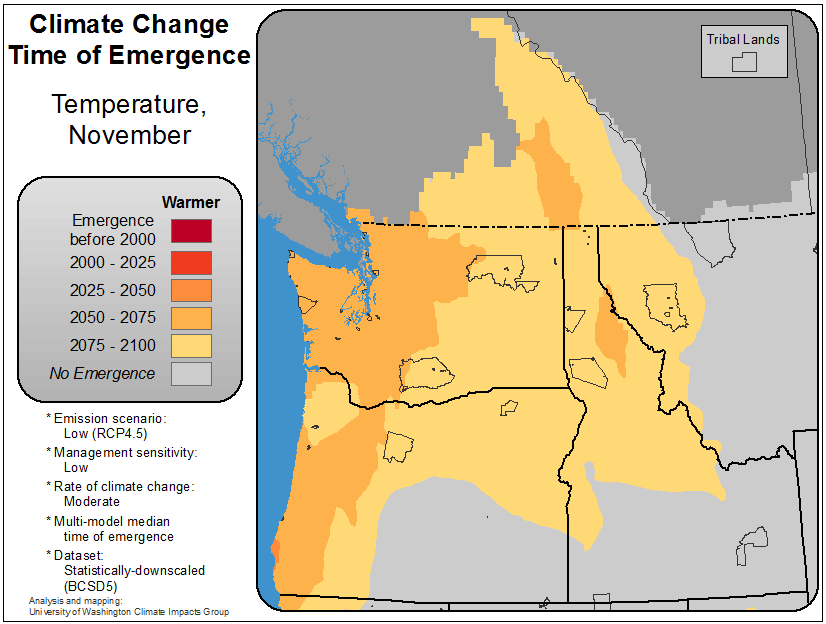 Climate Change
Time of Emergence
Temperature,
November
Warmer
Emergence
before 2000
2000 - 2025
2025 - 2050
2050 - 2075
2075 - 2100
No Emergence
* Emission scenario:
Low (RCP4.5)
* Management sensitivity:
Low
* Rate of climate change:
Moderate
* Multi-model median
time of emergence
* Dataset:
Statistically-downscaled
(BCSD5)
Analysis and mapping:
University of Washington Climate Impacts Group
Tribal Lands